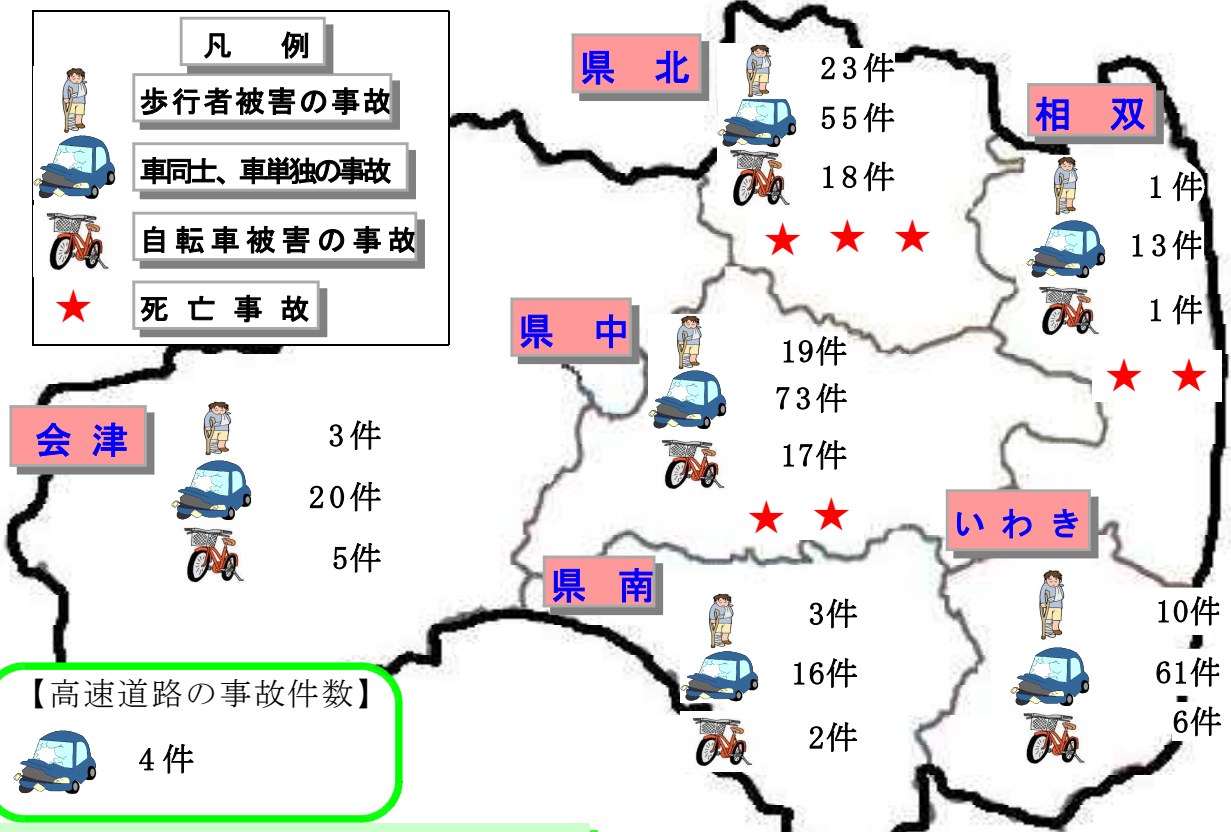 凡 例
歩行者被害の事故
車同士、車単独の事故
自転車被害の事故
死亡事故
県 北
23件
55件
18件
相 双
1件
13件
1件
県 中
19件
73件
17件
会 津
3件
20件
5件
いわき
10件
61件
6件
県 南
3件
16件
2件
【高速道路の事故件数】
4件